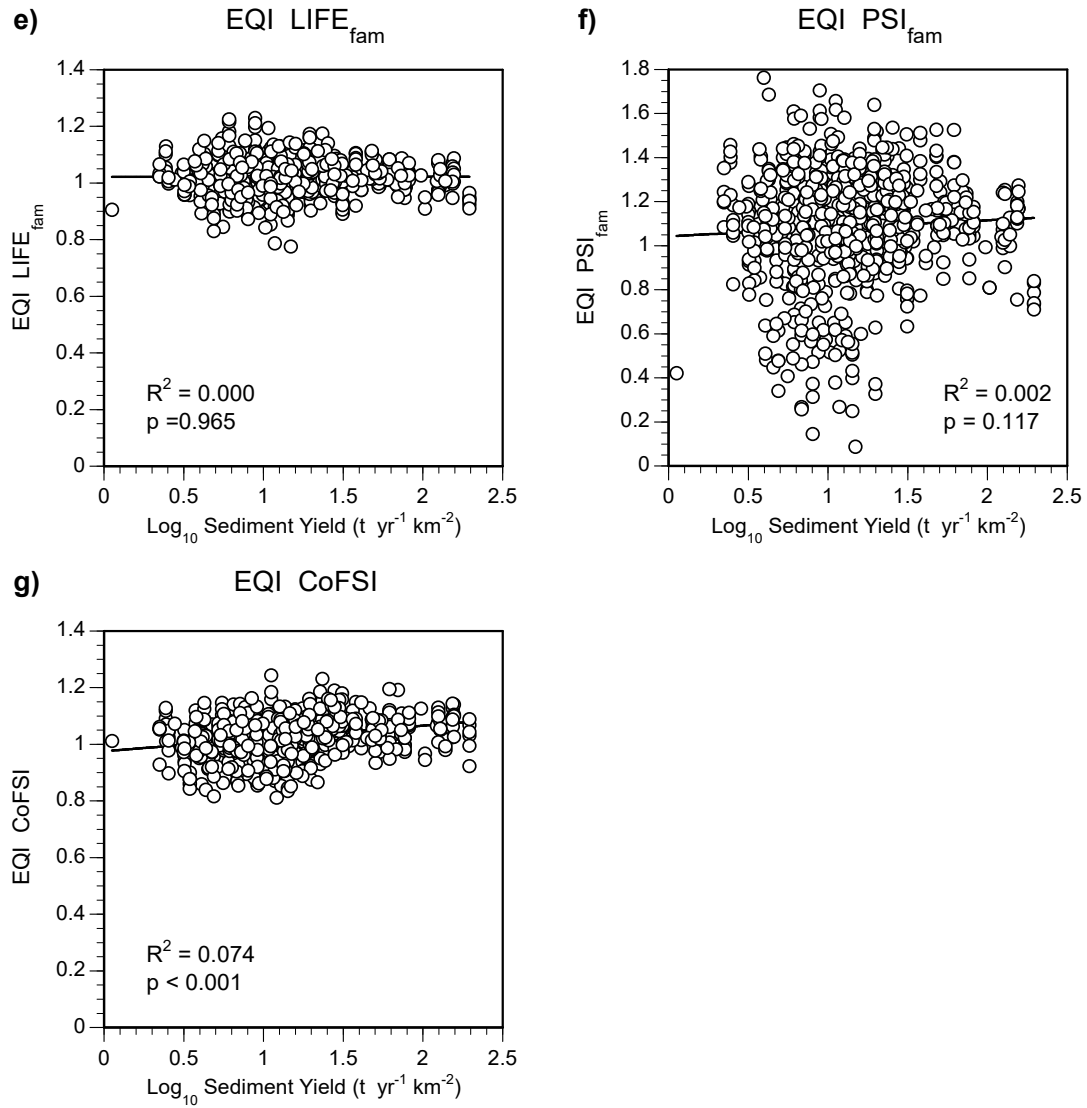 e) EQI LIFE_fam
1.4
1.2
1
0.8
0.6
0.4
0.2
0
EQI LIFE_fam
R² = 0.000
p =0.965
0 0.5 1 1.5 2 2.5
Log₁₀ Sediment Yield (t yr⁻¹ km⁻²)
f) EQI PSI_fam
1.8
1.6
1.4
1.2
1
0.8
0.6
0.4
0.2
0
EQI PSI_fam
R² = 0.002
p = 0.117
0 0.5 1 1.5 2 2.5
Log₁₀ Sediment Yield (t yr⁻¹ km⁻²)
g) EQI CoFSI
1.4
1.2
1
0.8
0.6
0.4
0.2
0
EQI CoFSI
R² = 0.074
p < 0.001
0 0.5 1 1.5 2 2.5
Log₁₀ Sediment Yield (t yr⁻¹ km⁻²)